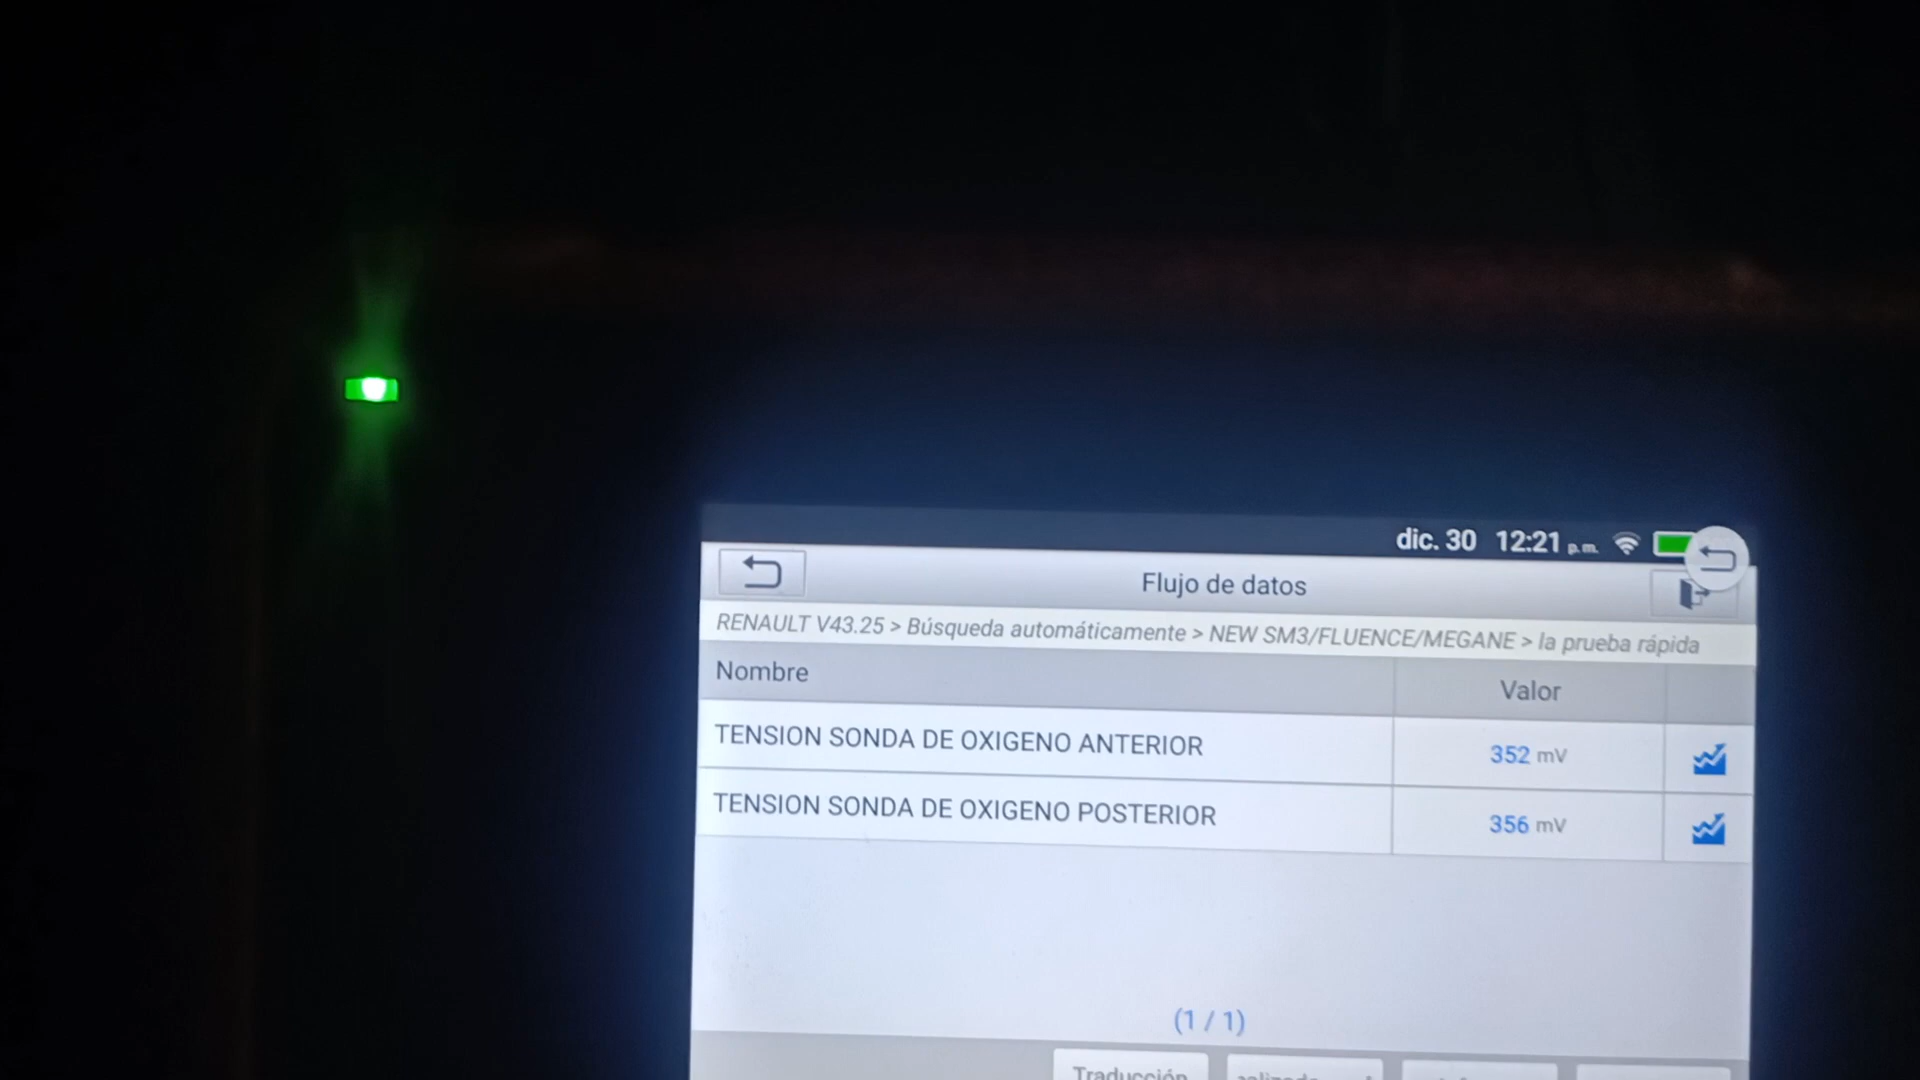 dic. 30 12:21 p.m.
Flujo de datos
RENAULT V43.25 > Búsqueda automáticamente > NEW SM3/FLUENCE/MEGANE > la prueba rápida
Nombre Valor
TENSION SONDA DE OXIGENO ANTERIOR 352 mV
TENSION SONDA DE OXIGENO POSTERIOR 356 mV
(1 / 1)
Traducción